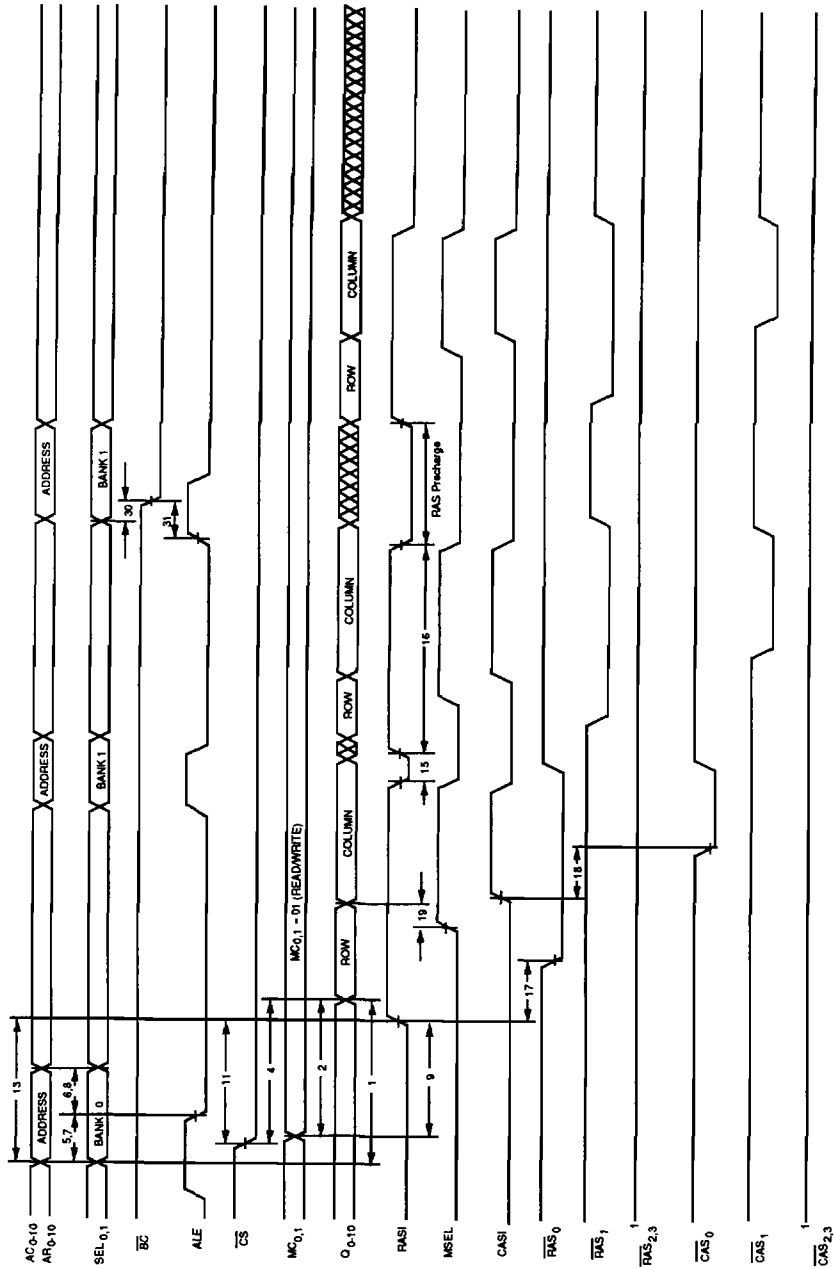 AC0-10
AR0-10
ADDRESS
ADDRESS
ADDRESS
13
5,7
6,8
SEL0,1
BANK 0
BANK 1
BANK 1
BC
30
31
ALE
CS
11
4
MC0,1
MC0,1 = 01 (READ/WRITE)
2
Q0-10
ROW
COLUMN
ROW
COLUMN
ROW
COLUMN
1
RASI
9
15
16
RAS Precharge
MSEL
19
CASI
17
RAS0
18
RAS1
RAS2,3 1
CAS0
CAS1
CAS2,3 1